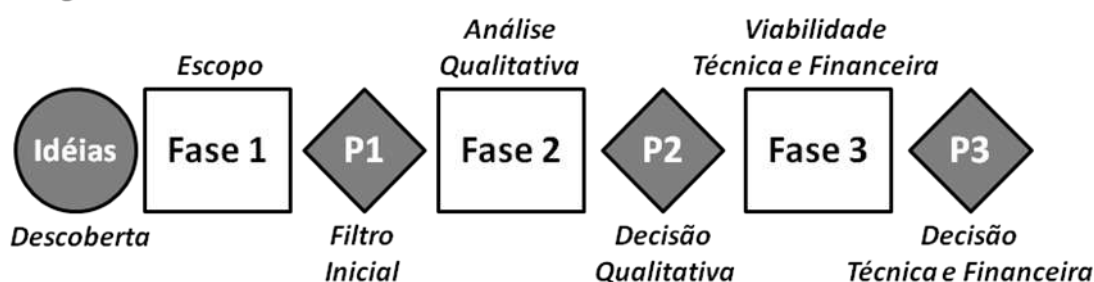 Análise
Viabilidade
Escopo
Qualitativa
Técnica e Financeira
Idéias
Fase 1
P1
Fase 2
P2
Fase 3
P3
Descoberta
Filtro
Decisão
Decisão
Inicial
Qualitativa
Técnica e Financeira